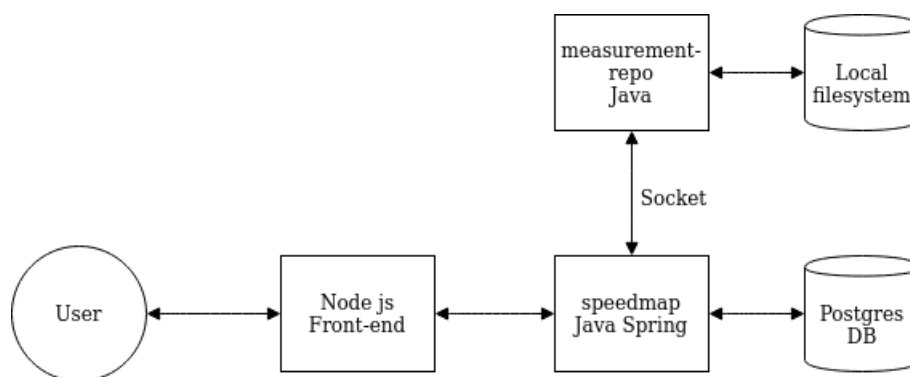 measurement-
repo
Java
Local
filesystem
Socket
User
Node js
Front-end
speedmap
Java Spring
Postgres
DB